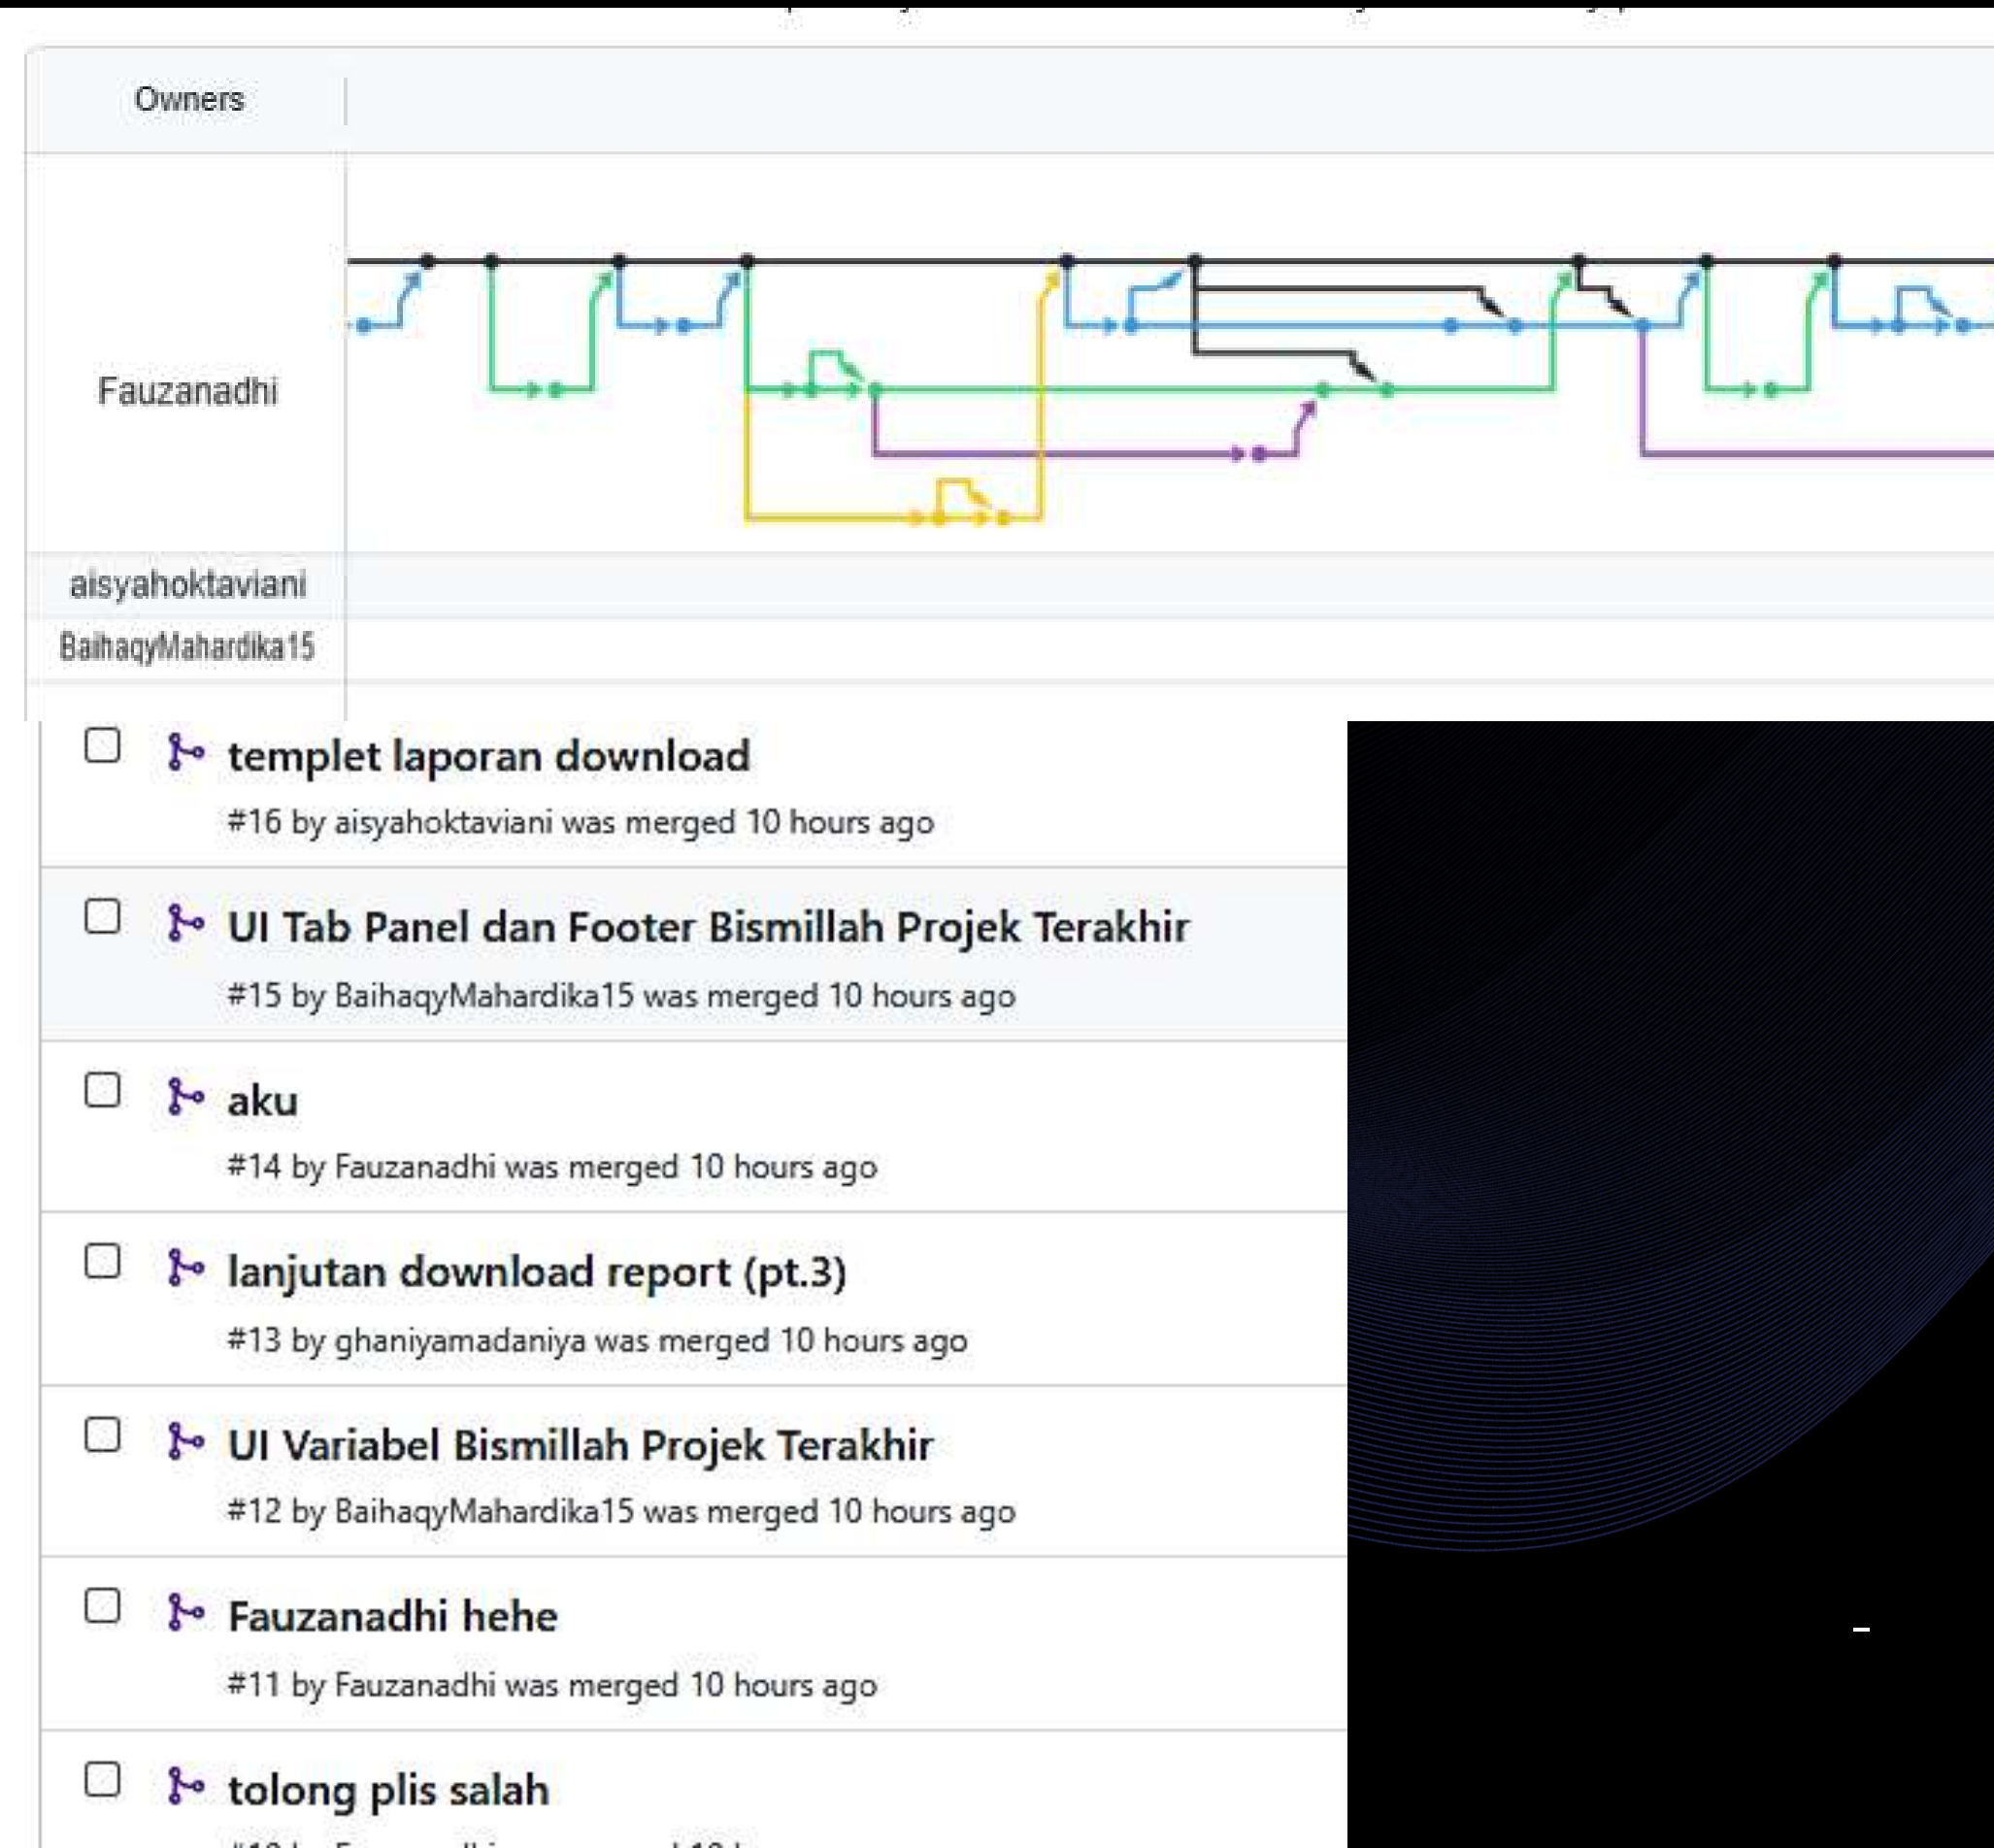 Owners
Fauzanadhi
aisyahoktaviani
BaihaqyMahardika15
templet laporan download
#16 by aisyahoktaviani was merged 10 hours ago
UI Tab Panel dan Footer Bismillah Projek Terakhir
#15 by BaihaqyMahardika15 was merged 10 hours ago
aku
#14 by Fauzanadhi was merged 10 hours ago
lanjutan download report (pt.3)
#13 by ghaniyamadaniya was merged 10 hours ago
UI Variabel Bismillah Projek Terakhir
#12 by BaihaqyMahardika15 was merged 10 hours ago
Fauzanadhi hehe
#11 by Fauzanadhi was merged 10 hours ago
tolong plis salah